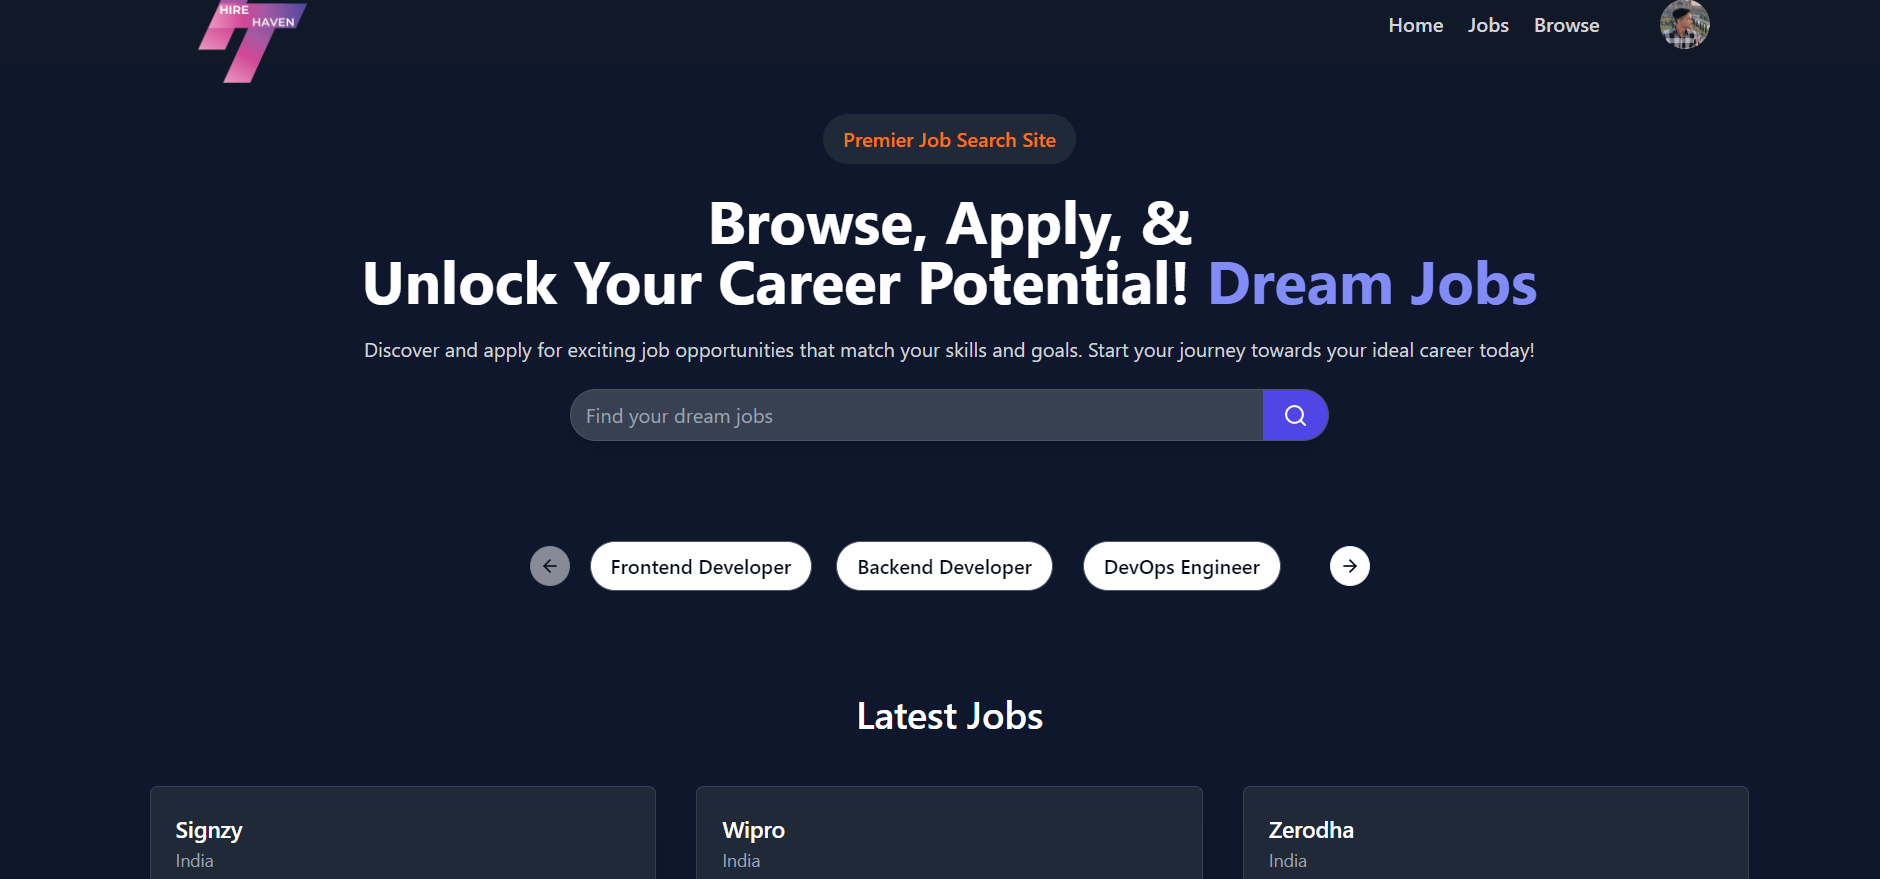 HIRE
HAVEN
Home Jobs Browse
Premier Job Search Site
Browse, Apply, &
Unlock Your Career Potential! Dream Jobs
Discover and apply for exciting job opportunities that match your skills and goals. Start your journey towards your ideal career today!
Find your dream jobs
Frontend Developer Backend Developer DevOps Engineer
Latest Jobs
Signzy Wipro Zerodha
India India India